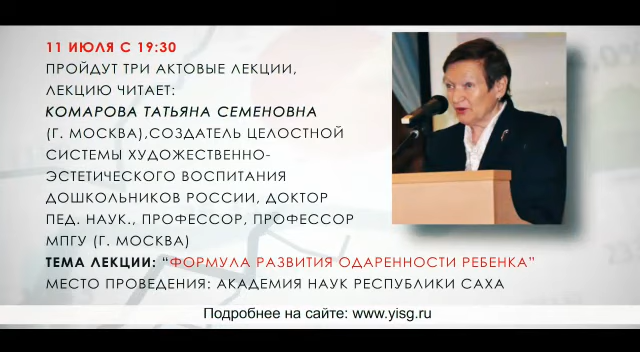 11 ИЮЛЯ С 19:30
ПРОЙДУТ ТРИ АКТОВЫЕ ЛЕКЦИИ,
ЛЕКЦИЮ ЧИТАЕТ:
КОМАРОВА ТАТЬЯНА СЕМЕНОВНА
(Г. МОСКВА),СОЗДАТЕЛЬ ЦЕЛОСТНОЙ
СИСТЕМЫ ХУДОЖЕСТВЕННО-
ЭСТЕТИЧЕСКОГО ВОСПИТАНИЯ
ДОШКОЛЬНИКОВ РОССИИ, ДОКТОР
ПЕД. НАУК., ПРОФЕССОР, ПРОФЕССОР
МПГУ (Г. МОСКВА)
ТЕМА ЛЕКЦИИ: “ФОРМУЛА РАЗВИТИЯ ОДАРЕННОСТИ РЕБЕНКА”
МЕСТО ПРОВЕДЕНИЯ: АКАДЕМИЯ НАУК РЕСПУБЛИКИ САХА
Подробнее на сайте: www.yisg.ru